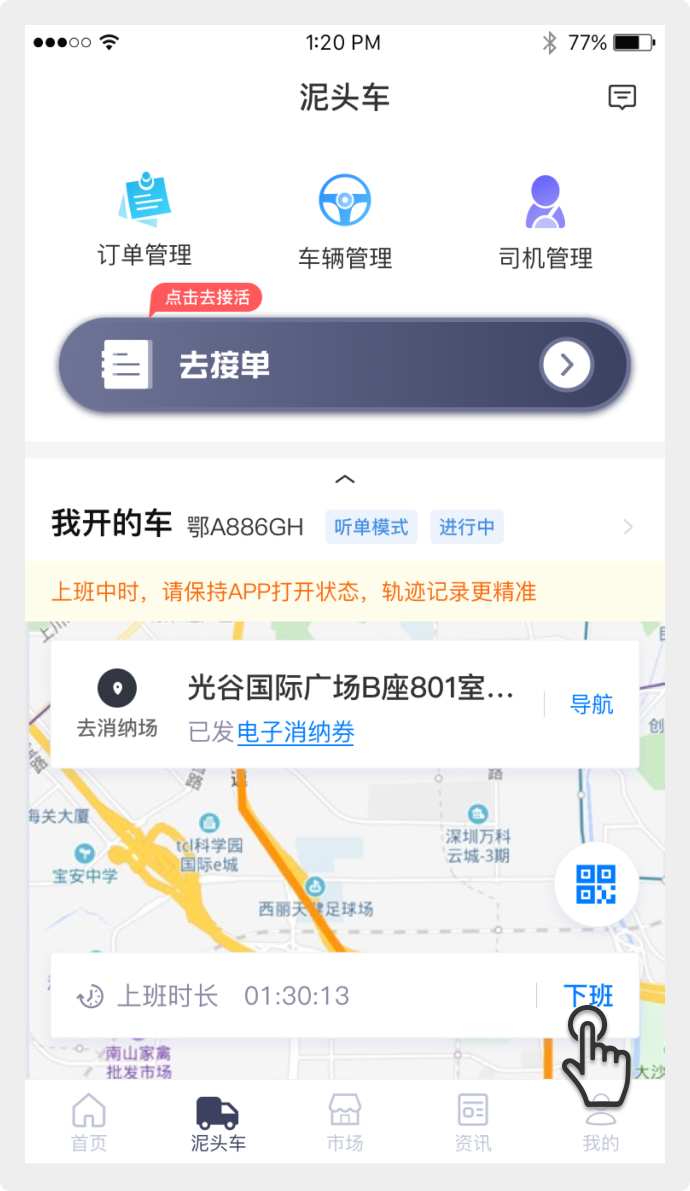 1:20 PM
77%
泥头车
订单管理
车辆管理
司机管理
点击去接活
去接单
我开的车 鄂A886GH 听单模式 进行中
上班中时，请保持APP打开状态，轨迹记录更精准
光谷国际广场B座801室...
导航
去消纳场
已发电子消纳券
创
路
路
海关大厦
tcl科学园
国际e城
深圳万科
云城-3期
宝安中学
西丽天健足球场
上班时长 01:30:13
下班
南山家禽
批发市场
大沙
首页
泥头车
市场
资讯
我的